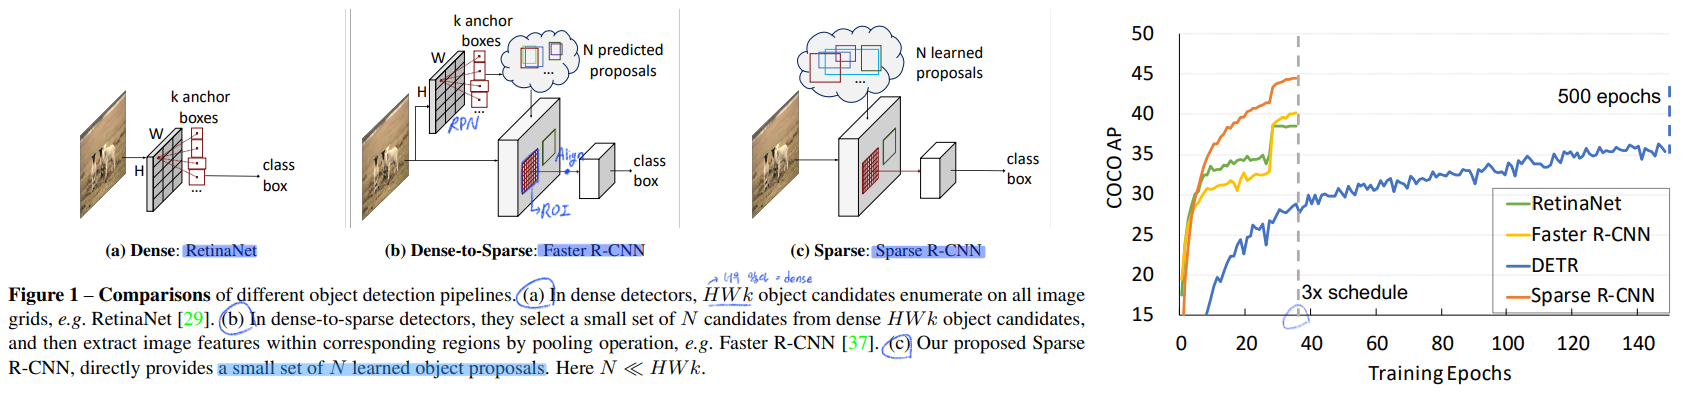 k anchor
boxes
W
H
class
box
(a) Dense: RetinaNet
k anchor
boxes
W
H
...
RPN
N predicted
proposals
...
Align
ROI
class
box
(b) Dense-to-Sparse: Faster R-CNN
N learned
proposals
...
class
box
(c) Sparse: Sparse R-CNN
= dense
Figure 1 – Comparisons of different object detection pipelines. (a) In dense detectors, HWk object candidates enumerate on all image
grids, e.g. RetinaNet [29]. (b) In dense-to-sparse detectors, they select a small set of N candidates from dense HWk object candidates,
and then extract image features within corresponding regions by pooling operation, e.g. Faster R-CNN [37]. (c) Our proposed Sparse
R-CNN, directly provides a small set of N learned object proposals. Here N ≪ HWk.
COCO AP
50
45
40
35
30
25
20
15
500 epochs
3x schedule
RetinaNet
Faster R-CNN
DETR
Sparse R-CNN
0 20 40 60 80 100 120 140
Training Epochs